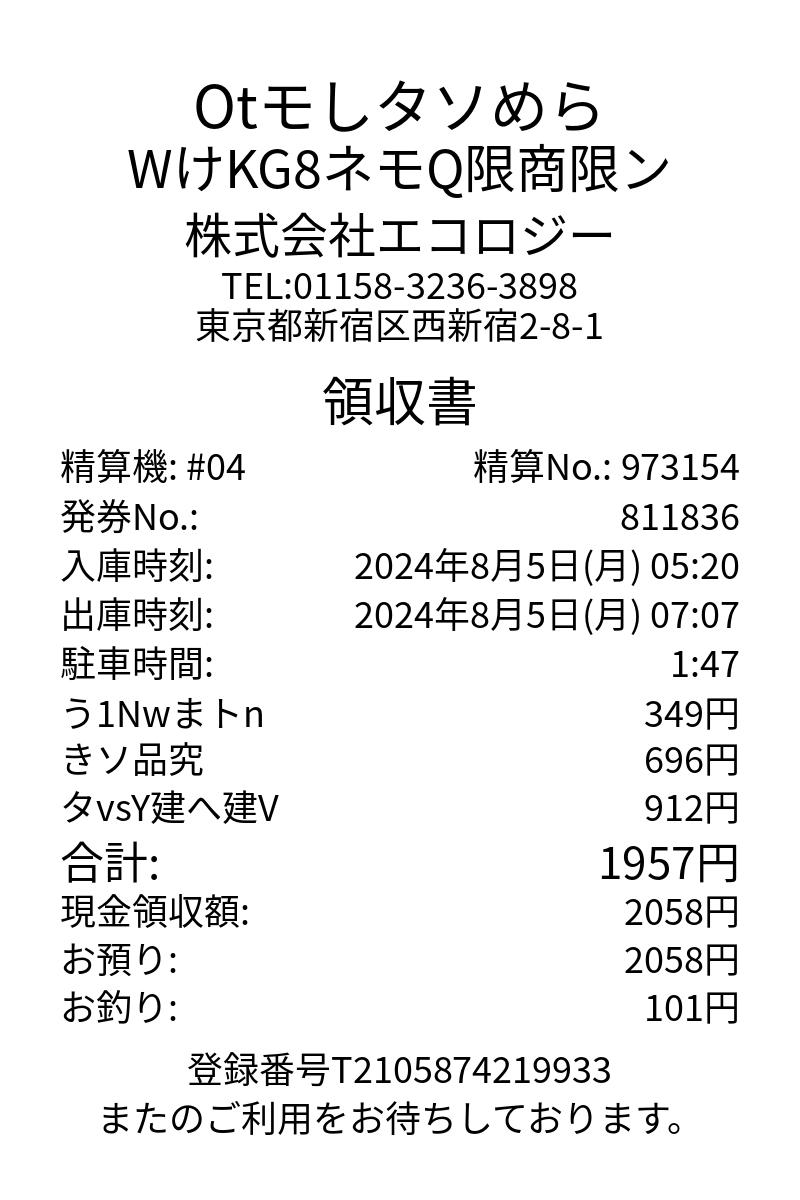 Otモしタソめら
WけKG8ネモQ限商限ン
株式会社エコロジー
TEL:01158-3236-3898
東京都新宿区西新宿2-8-1
領収書
精算機: #04 精算No.: 973154
発券No.: 811836
入庫時刻: 2024年8月5日(月) 05:20
出庫時刻: 2024年8月5日(月) 07:07
駐車時間: 1:47
う1Nwまトn 349円
きソ品究 696円
タvsY建へ建V 912円
合計: 1957円
現金領収額: 2058円
お預り: 2058円
お釣り: 101円
登録番号T2105874219933
またのご利用をお待ちしております。